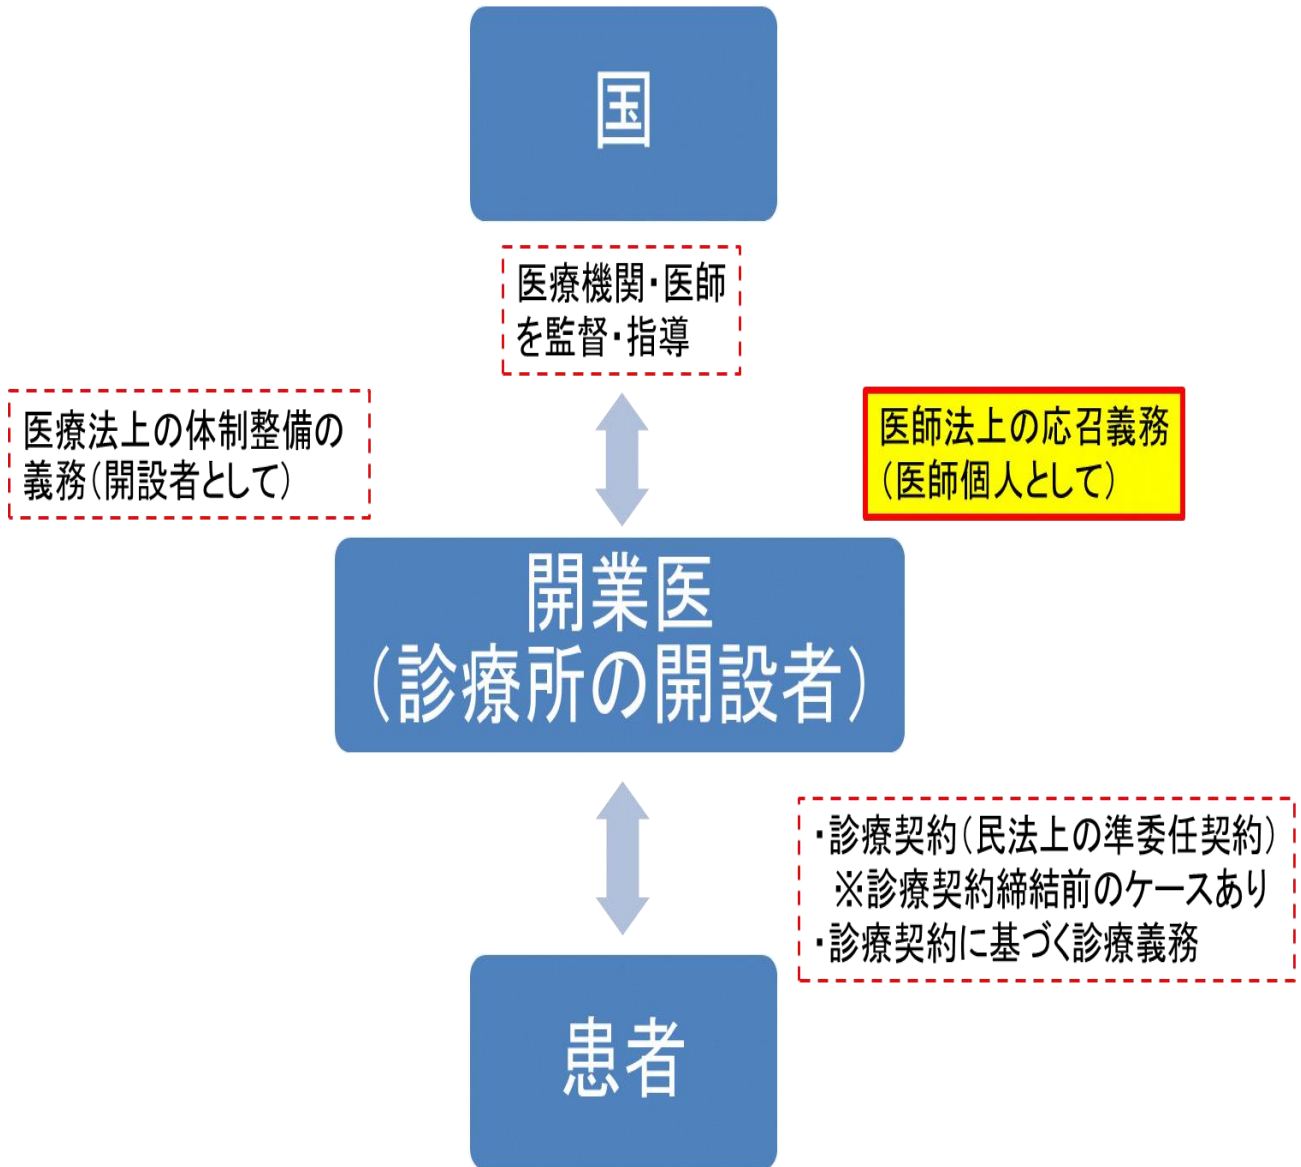 国
医療機関・医師
を監督・指導
医療法上の体制整備の
義務(開設者として)
医師法上の応召義務
(医師個人として)
開業医
(診療所の開設者)
・診療契約(民法上の準委任契約)
※診療契約締結前のケースあり
・診療契約に基づく診療義務
患者